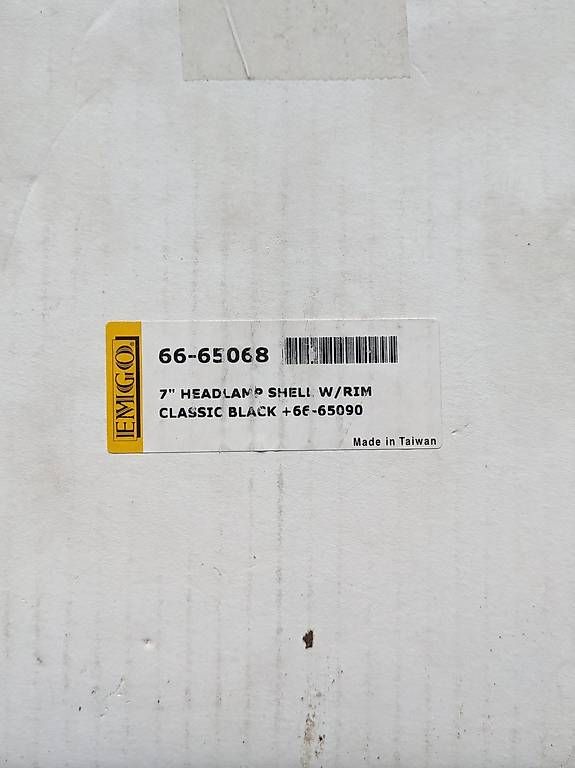 EMGO®
66-65068
7" HEADLAMP SHELL W/RIM
CLASSIC BLACK +66-65090
Made in Taiwan